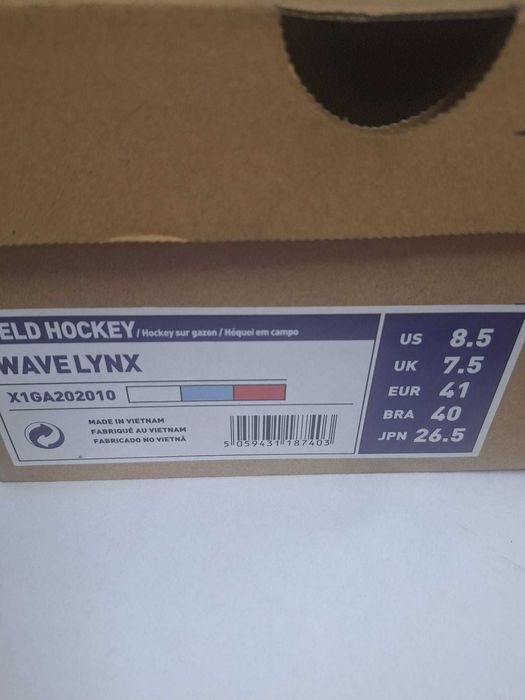 ELD HOCKEY / Hockey sur gazon / Hóquei em campo
WAVE LYNX
X1GA202010
MADE IN VIETNAM
FABRIQUÉ AU VIETNAM
FABRICADO NO VIETNÃ
5 059431 187403
US 8.5
UK 7.5
EUR 41
BRA 40
JPN 26.5